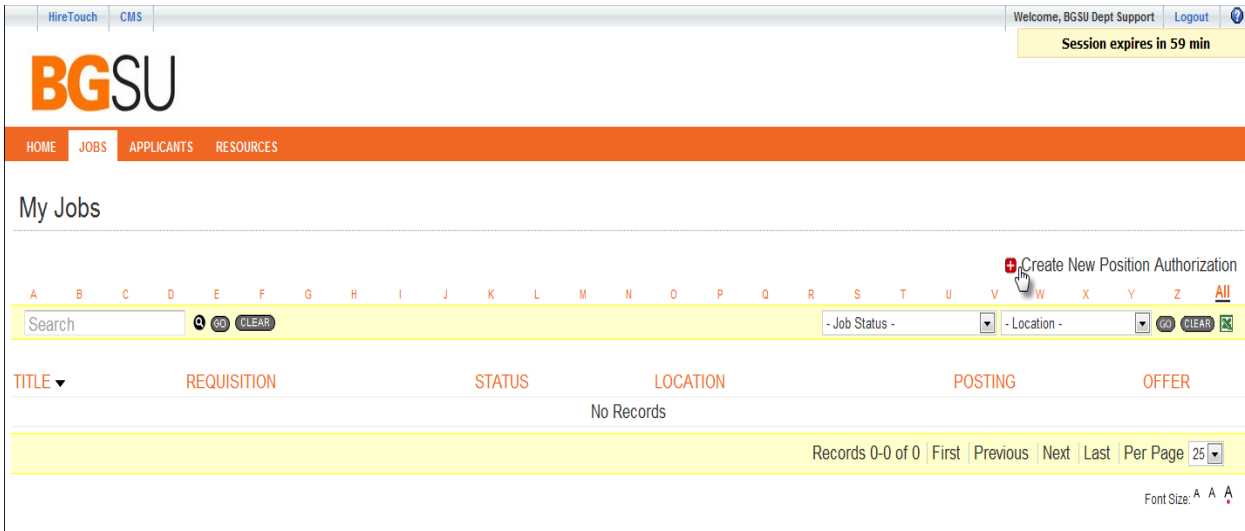 HireTouch CMS Welcome, BGSU Dept Support Logout ?
Session expires in 59 min
BGSU
HOME JOBS APPLICANTS RESOURCES
My Jobs
Create New Position Authorization
A B C D E F G H I J K L M N O P Q R S T U V W X Y Z All
Search GO CLEAR - Job Status - - Location - GO CLEAR
TITLE REQUISITION STATUS LOCATION POSTING OFFER
No Records
Records 0-0 of 0 First Previous Next Last Per Page 25
Font Size: A A A